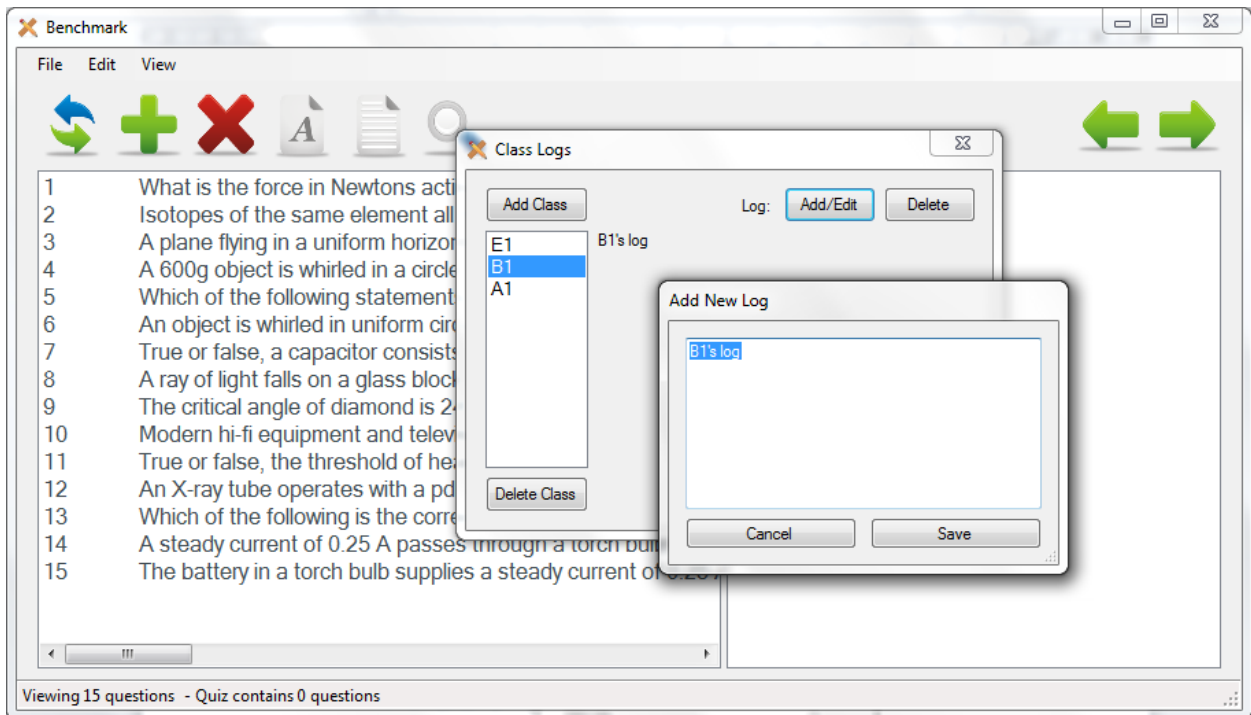 Benchmark
File Edit View
A
Class Logs
Add Class
Log: Add/Edit Delete
E1
B1
A1
B1's log
Delete Class
Add New Log
B1's log
Cancel Save
1 What is the force in Newtons acti
2 Isotopes of the same element all
3 A plane flying in a uniform horizor
4 A 600g object is whirled in a circle
5 Which of the following statement
6 An object is whirled in uniform circ
7 True or false, a capacitor consists
8 A ray of light falls on a glass block
9 The critical angle of diamond is 24
10 Modern hi-fi equipment and telev
11 True or false, the threshold of hea
12 An X-ray tube operates with a pd
13 Which of the following is the corre
14 A steady current of 0.25 A passes through a torch bulb
15 The battery in a torch bulb supplies a steady current of 0.25 A
Viewing 15 questions - Quiz contains 0 questions